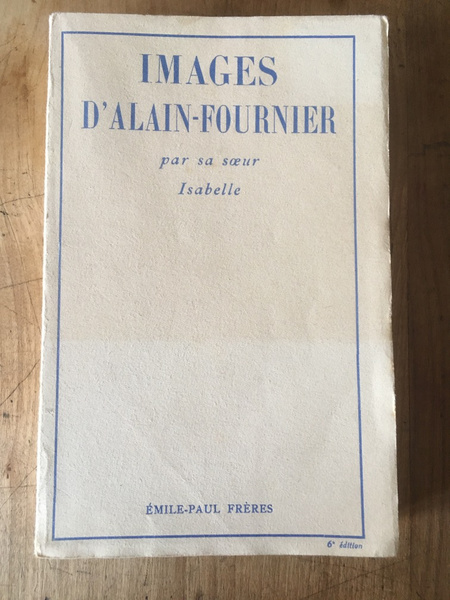 IMAGES
D'ALAIN-FOURNIER
par sa sœur
Isabelle
ÉMILE-PAUL FRÈRES
6e édition